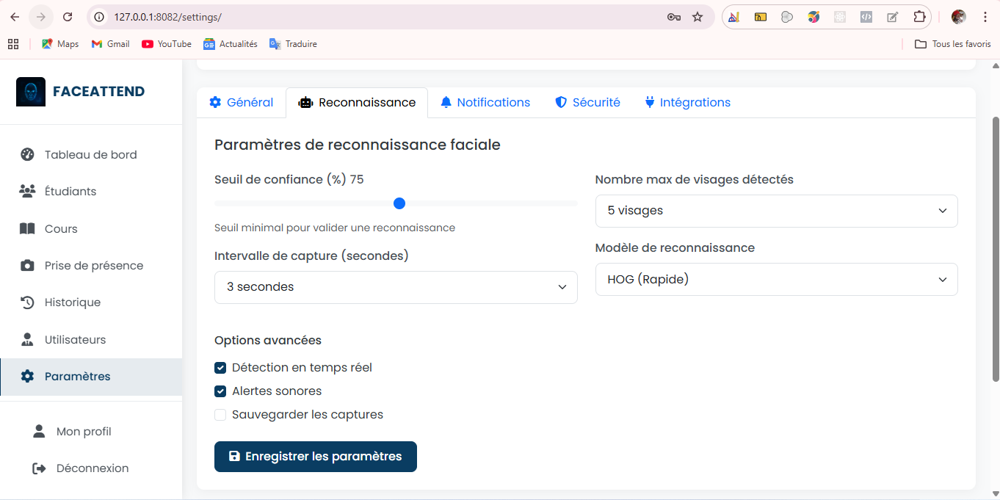 127.0.0.1:8082/settings/
Maps
Gmail
YouTube
Actualités
Traduire
Tous les favoris
FACEATTEND
Tableau de bord
Étudiants
Cours
Prise de présence
Historique
Utilisateurs
Paramètres
Mon profil
Déconnexion
Général
Reconnaissance
Notifications
Sécurité
Intégrations
Paramètres de reconnaissance faciale
Seuil de confiance (%) 75
Seuil minimal pour valider une reconnaissance
Intervalle de capture (secondes)
3 secondes
Nombre max de visages détectés
5 visages
Modèle de reconnaissance
HOG (Rapide)
Options avancées
Détection en temps réel
Alertes sonores
Sauvegarder les captures
Enregistrer les paramètres